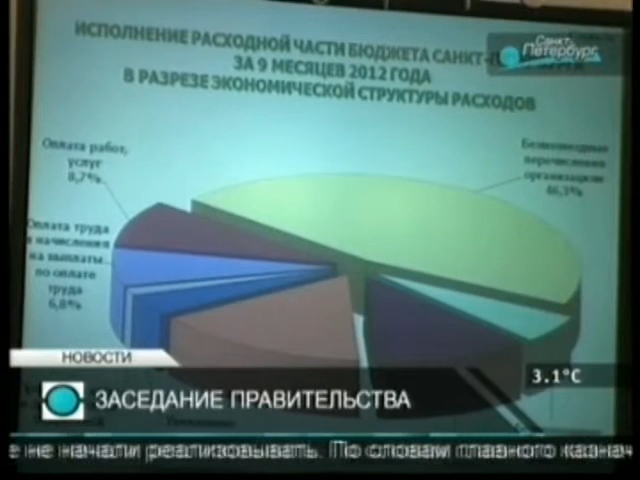 ИСПОЛНЕНИЕ РАСХОДНОЙ ЧАСТИ БЮДЖЕТА САНКТ-
ЗА 9 МЕСЯЦЕВ 2012 ГОДА
В РАЗРЕЗЕ ЭКОНОМИЧЕСКОЙ СТРУКТУРЫ РАСХОДОВ
Санкт-
Петербург
Оплата работ,
услуг
8,7%
Безвозмездные
перечисления
организациям
46,3%
Оплата труда
и начисления
на выплаты
по оплате
труда
6,8%
НОВОСТИ
3.1°C
ЗАСЕДАНИЕ ПРАВИТЕЛЬСТВА
е не начали реализовывать. По словам главного казнач